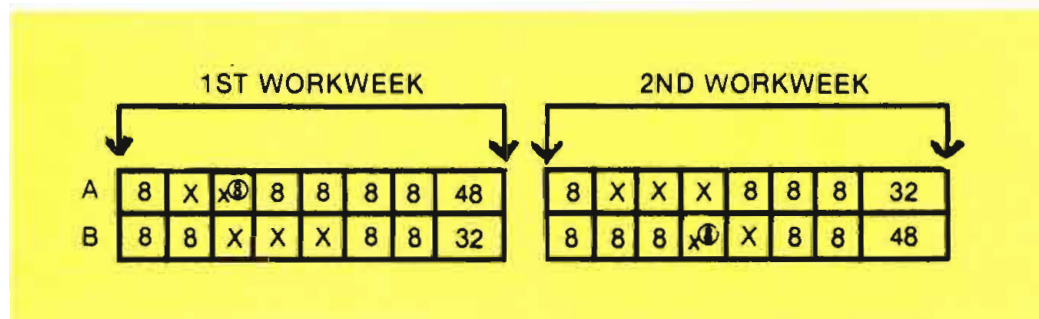 1ST WORKWEEK 2ND WORKWEEK
A 8 X x⑧ 8 8 8 8 48 8 X X X 8 8 8 32
B 8 8 X X X 8 8 32 8 8 8 x⑧ X 8 8 48